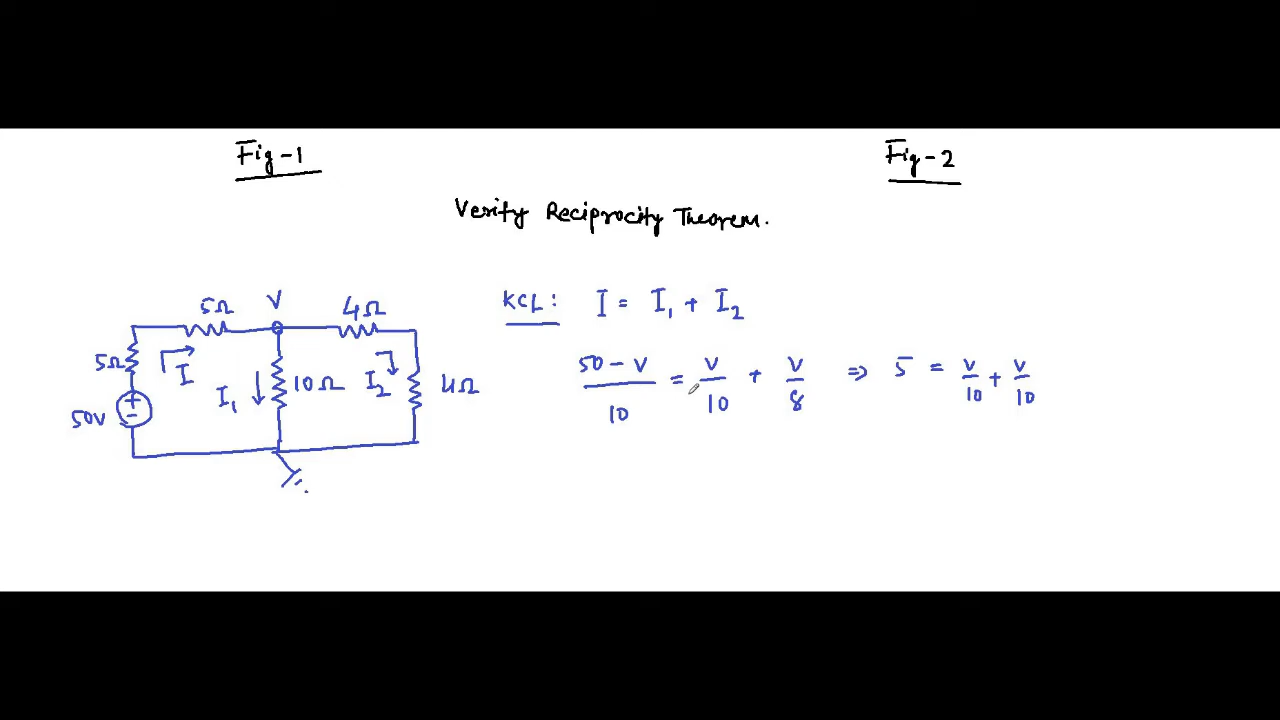 Fig-1
Fig-2
Verify Reciprocity Theorem.
5Ω
V
4Ω
5Ω
I
I₁
10Ω
I₂
4Ω
50V
+
-
KCL: I = I₁ + I₂
50-V/10 = V/10 + V/8 ⇒ 5 = V/10 + V/10